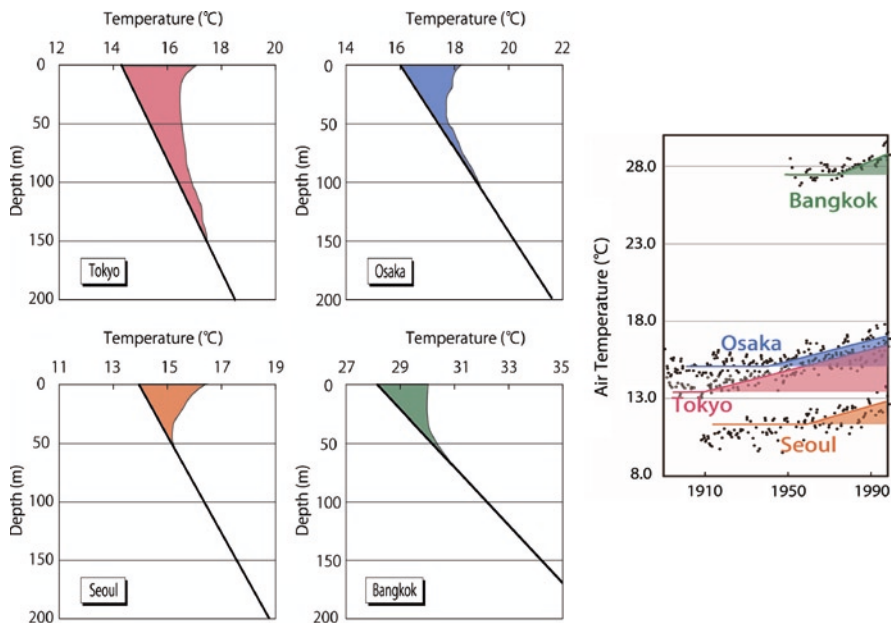 Temperature (℃)
12 14 16 18 20
0
50
100
150
200
Depth (m)
Tokyo
Temperature (℃)
14 16 18 20 22
0
50
100
150
200
Depth (m)
Osaka
Temperature (℃)
11 13 15 17 19
0
50
100
150
200
Depth (m)
Seoul
Temperature (℃)
27 29 31 33 35
0
50
100
150
200
Depth (m)
Bangkok
Air Temperature (℃)
28.0
23.0
18.0
13.0
8.0
Bangkok
Osaka
Tokyo
Seoul
1910 1950 1990